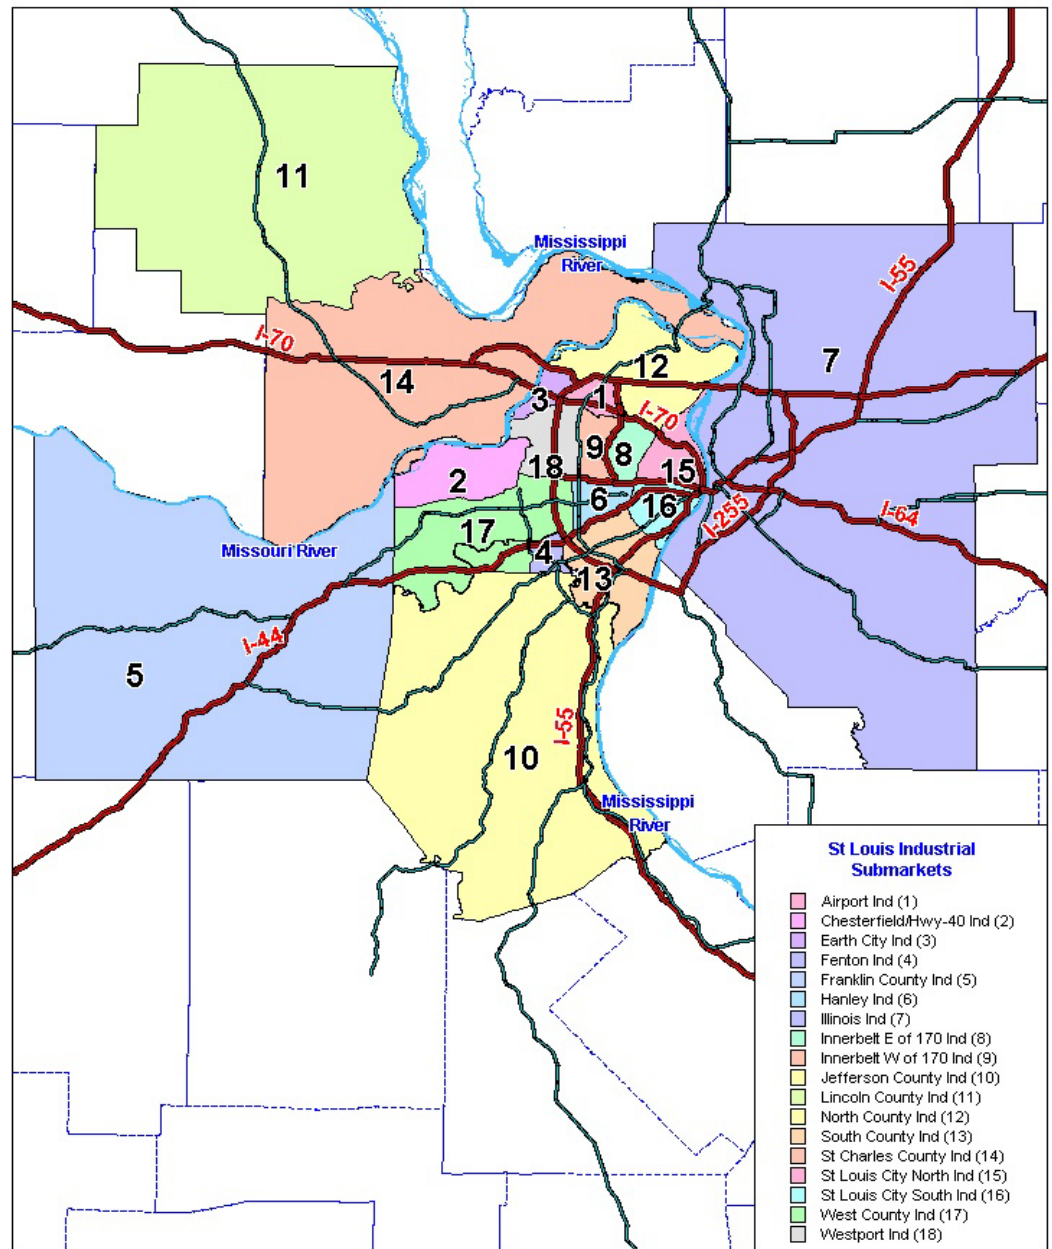 11
Mississippi
River
I-55
I-70
7
12
14
3
1
I-70
9
8
18
15
2
6
16
I-64
I-255
17
Missouri River
4
13
I-44
5
I-55
10
Mississippi
River
St Louis Industrial
Submarkets
Airport Ind (1)
Chesterfield/Hwy-40 Ind (2)
Earth City Ind (3)
Fenton Ind (4)
Franklin County Ind (5)
Hanley Ind (6)
Illinois Ind (7)
Innerbelt E of 170 Ind (8)
Innerbelt W of 170 Ind (9)
Jefferson County Ind (10)
Lincoln County Ind (11)
North County Ind (12)
South County Ind (13)
St Charles County Ind (14)
St Louis City North Ind (15)
St Louis City South Ind (16)
West County Ind (17)
Westport Ind (18)